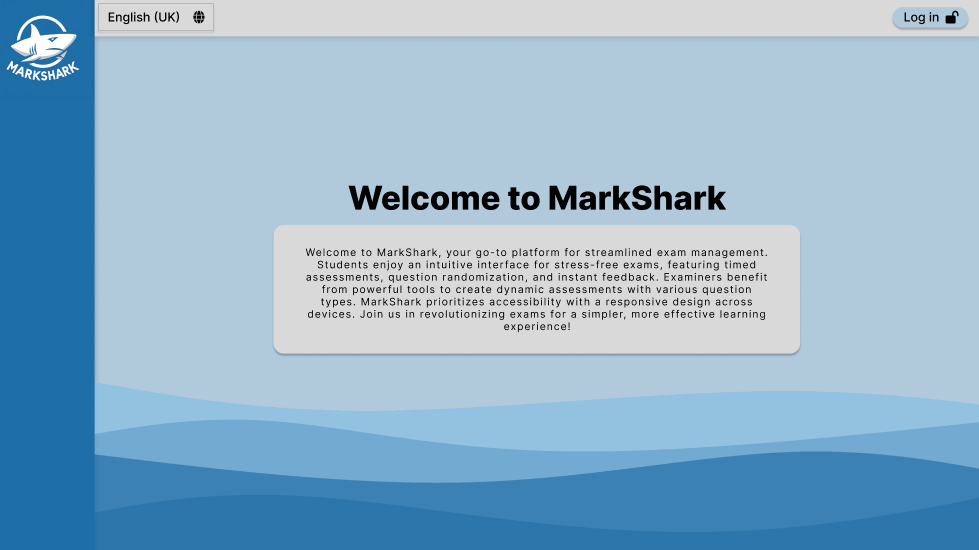 English (UK)
Log in
MARKSHARK
Welcome to MarkShark
Welcome to MarkShark, your go-to platform for streamlined exam management.
Students enjoy an intuitive interface for stress-free exams, featuring timed
assessments, question randomization, and instant feedback. Examiners benefit
from powerful tools to create dynamic assessments with various question
types. MarkShark prioritizes accessibility with a responsive design across
devices. Join us in revolutionizing exams for a simpler, more effective learning
experience!